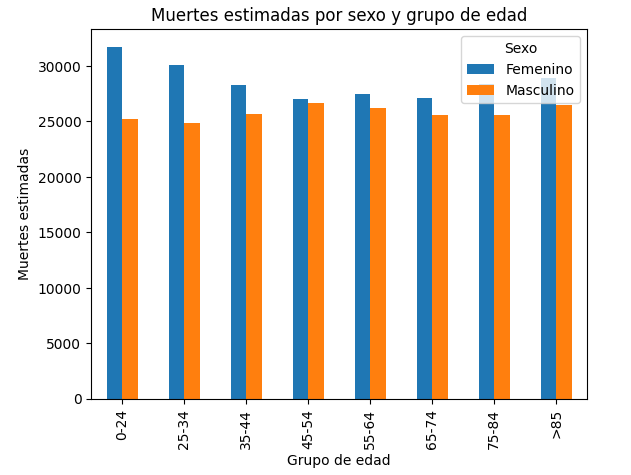 Muertes estimadas por sexo y grupo de edad
Sexo
Femenino
Masculino
30000
25000
20000
15000
10000
5000
0
Muertes estimadas
0-24
25-34
35-44
45-54
55-64
65-74
75-84
>85
Grupo de edad